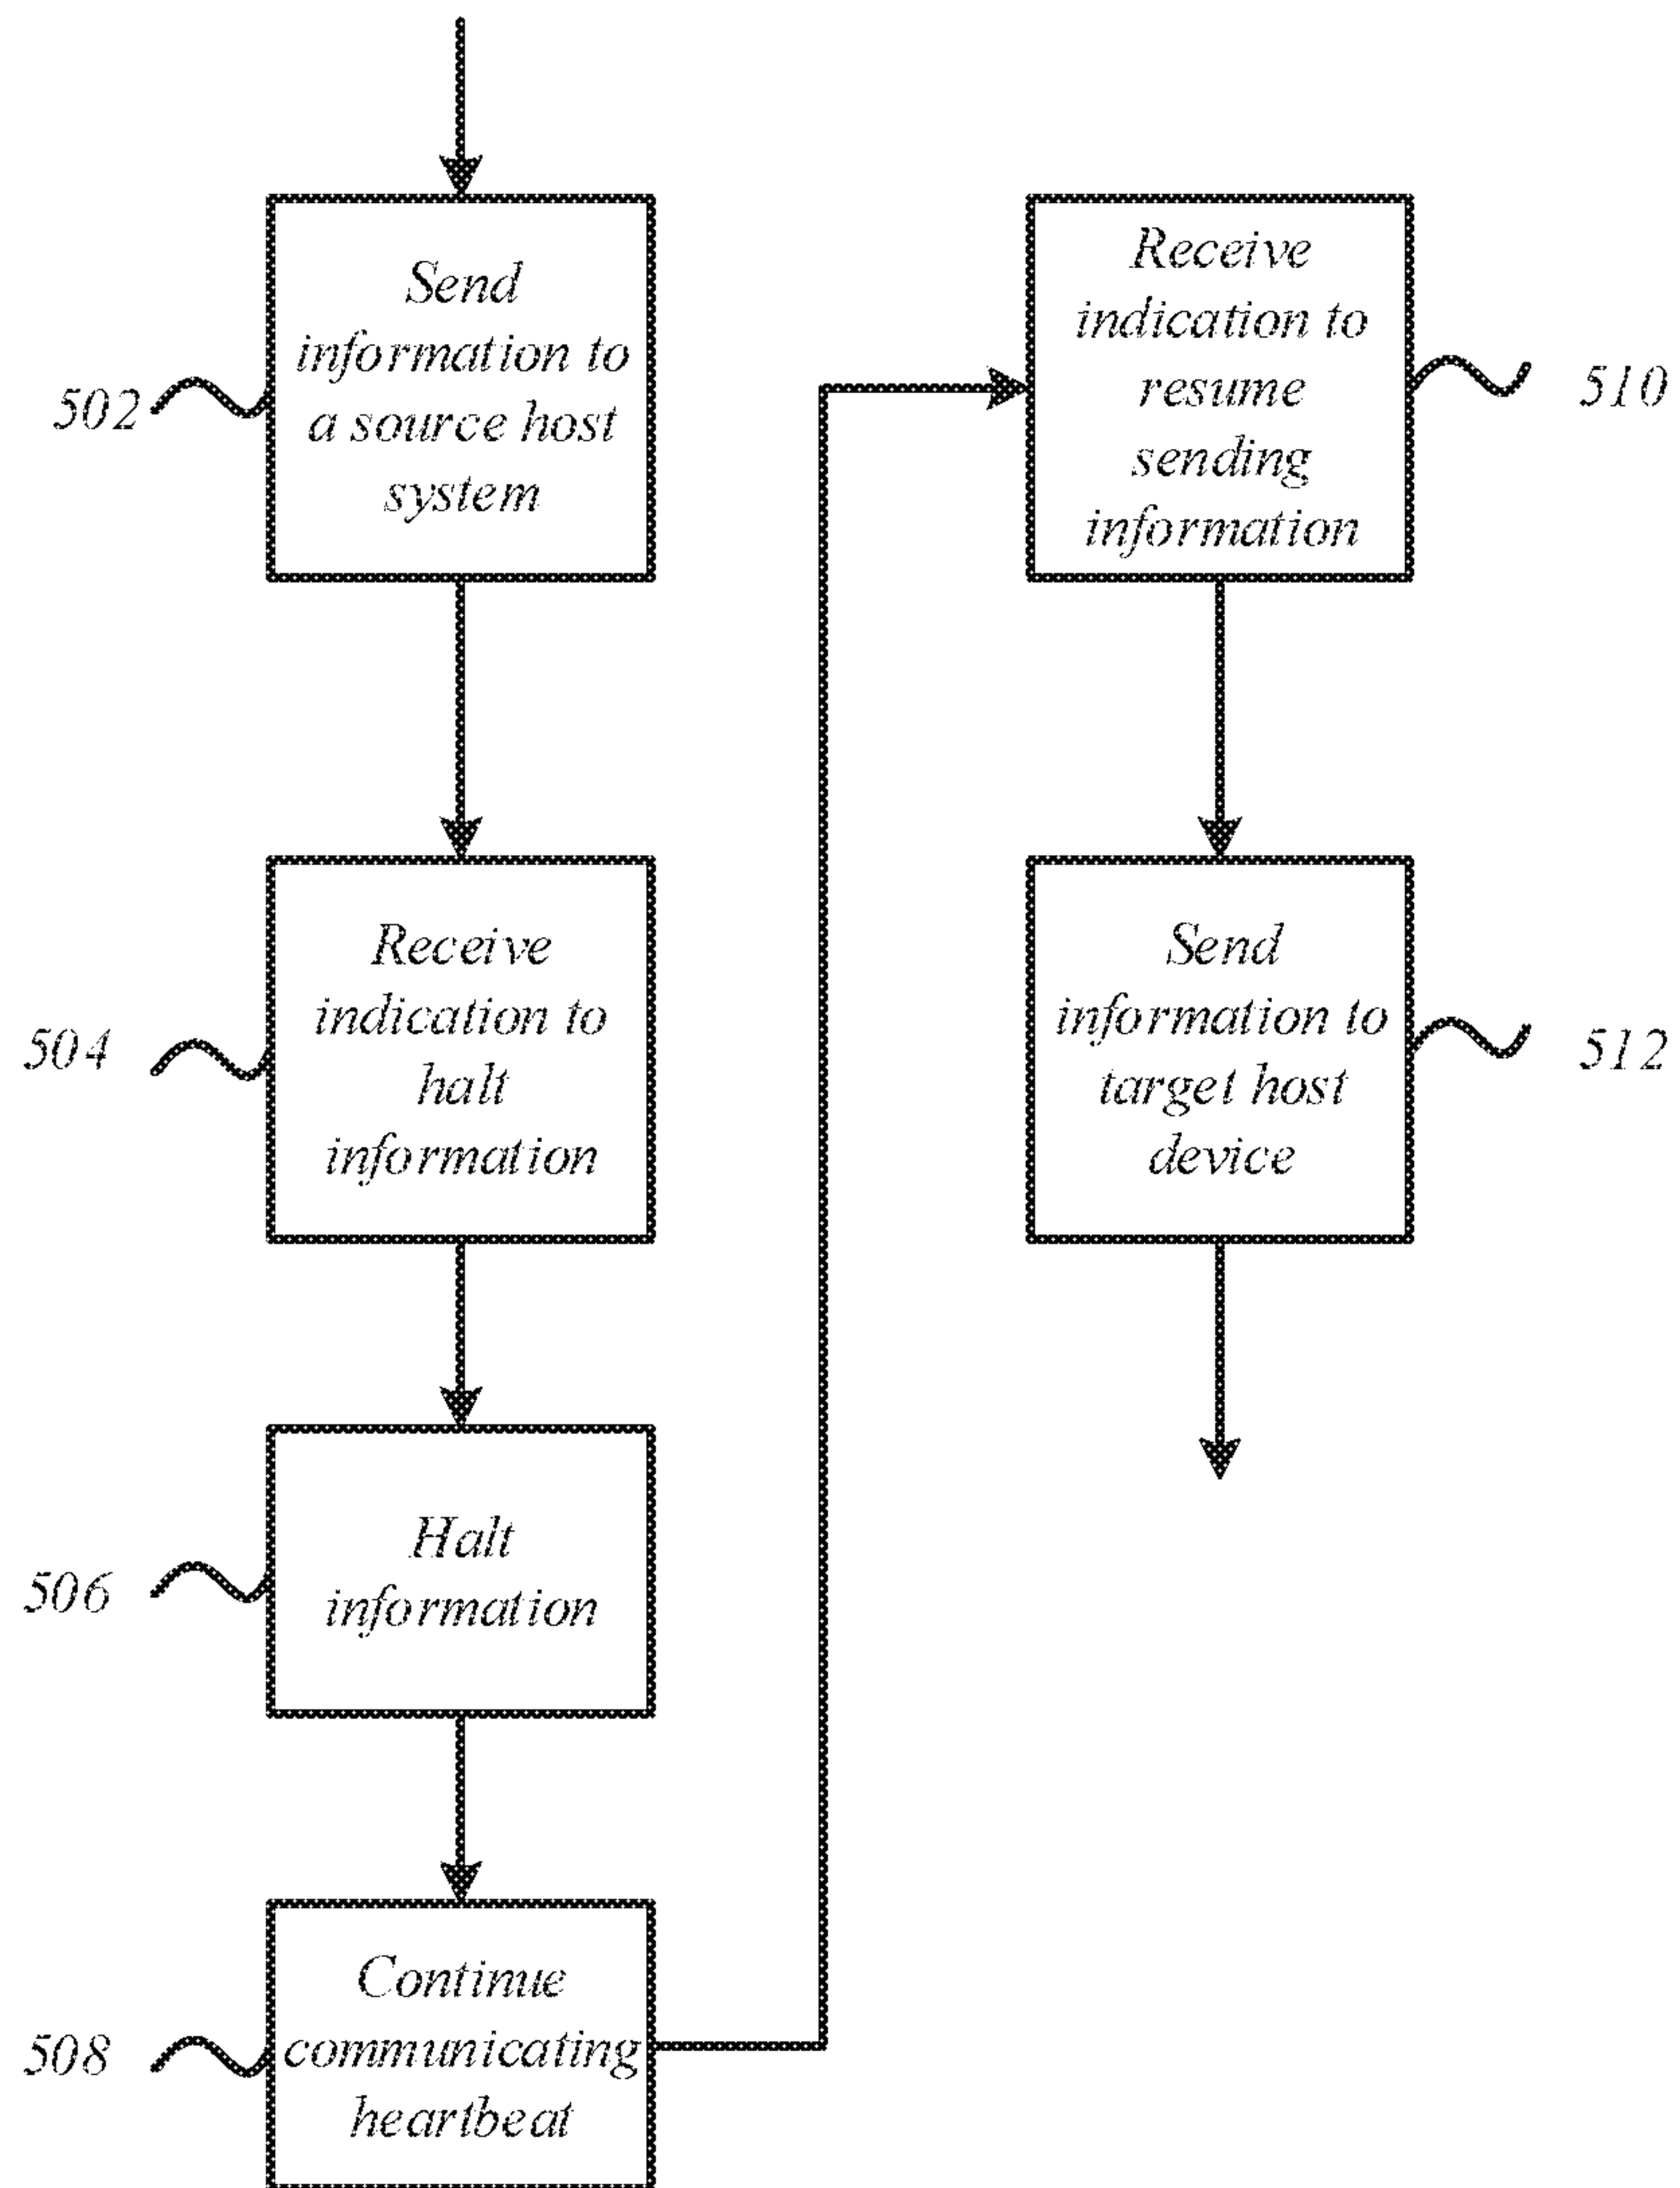 502
Send
information to
a source host
system
504
Receive
indication to
halt
information
506
Halt
information
508
Continue
communicating
heartbeat
Receive
indication to
resume
sending
information
510
Send
information to
target host
device
512